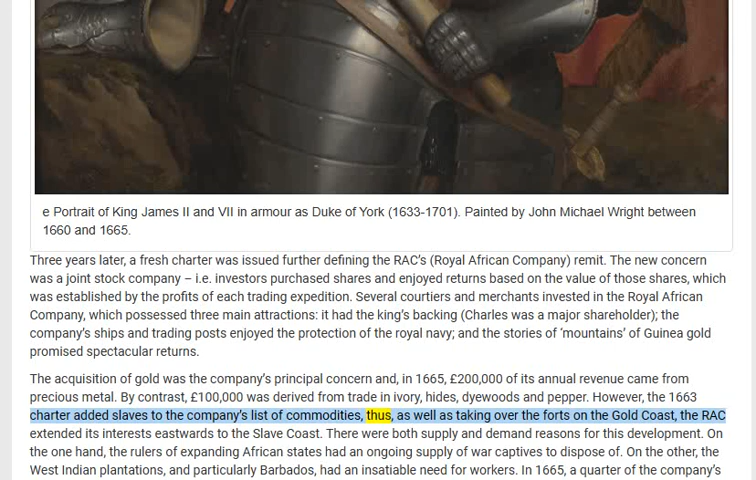 e Portrait of King James II and VII in armour as Duke of York (1633-1701). Painted by John Michael Wright between
1660 and 1665.
Three years later, a fresh charter was issued further defining the RAC's (Royal African Company) remit. The new concern
was a joint stock company – i.e. investors purchased shares and enjoyed returns based on the value of those shares, which
was established by the profits of each trading expedition. Several courtiers and merchants invested in the Royal African
Company, which possessed three main attractions: it had the king's backing (Charles was a major shareholder); the
company's ships and trading posts enjoyed the protection of the royal navy; and the stories of 'mountains' of Guinea gold
promised spectacular returns.
The acquisition of gold was the company's principal concern and, in 1665, £200,000 of its annual revenue came from
precious metal. By contrast, £100,000 was derived from trade in ivory, hides, dyewoods and pepper. However, the 1663
charter added slaves to the company's list of commodities, thus, as well as taking over the forts on the Gold Coast, the RAC
extended its interests eastwards to the Slave Coast. There were both supply and demand reasons for this development. On
the one hand, the rulers of expanding African states had an ongoing supply of war captives to dispose of. On the other, the
West Indian plantations, and particularly Barbados, had an insatiable need for workers. In 1665, a quarter of the company's